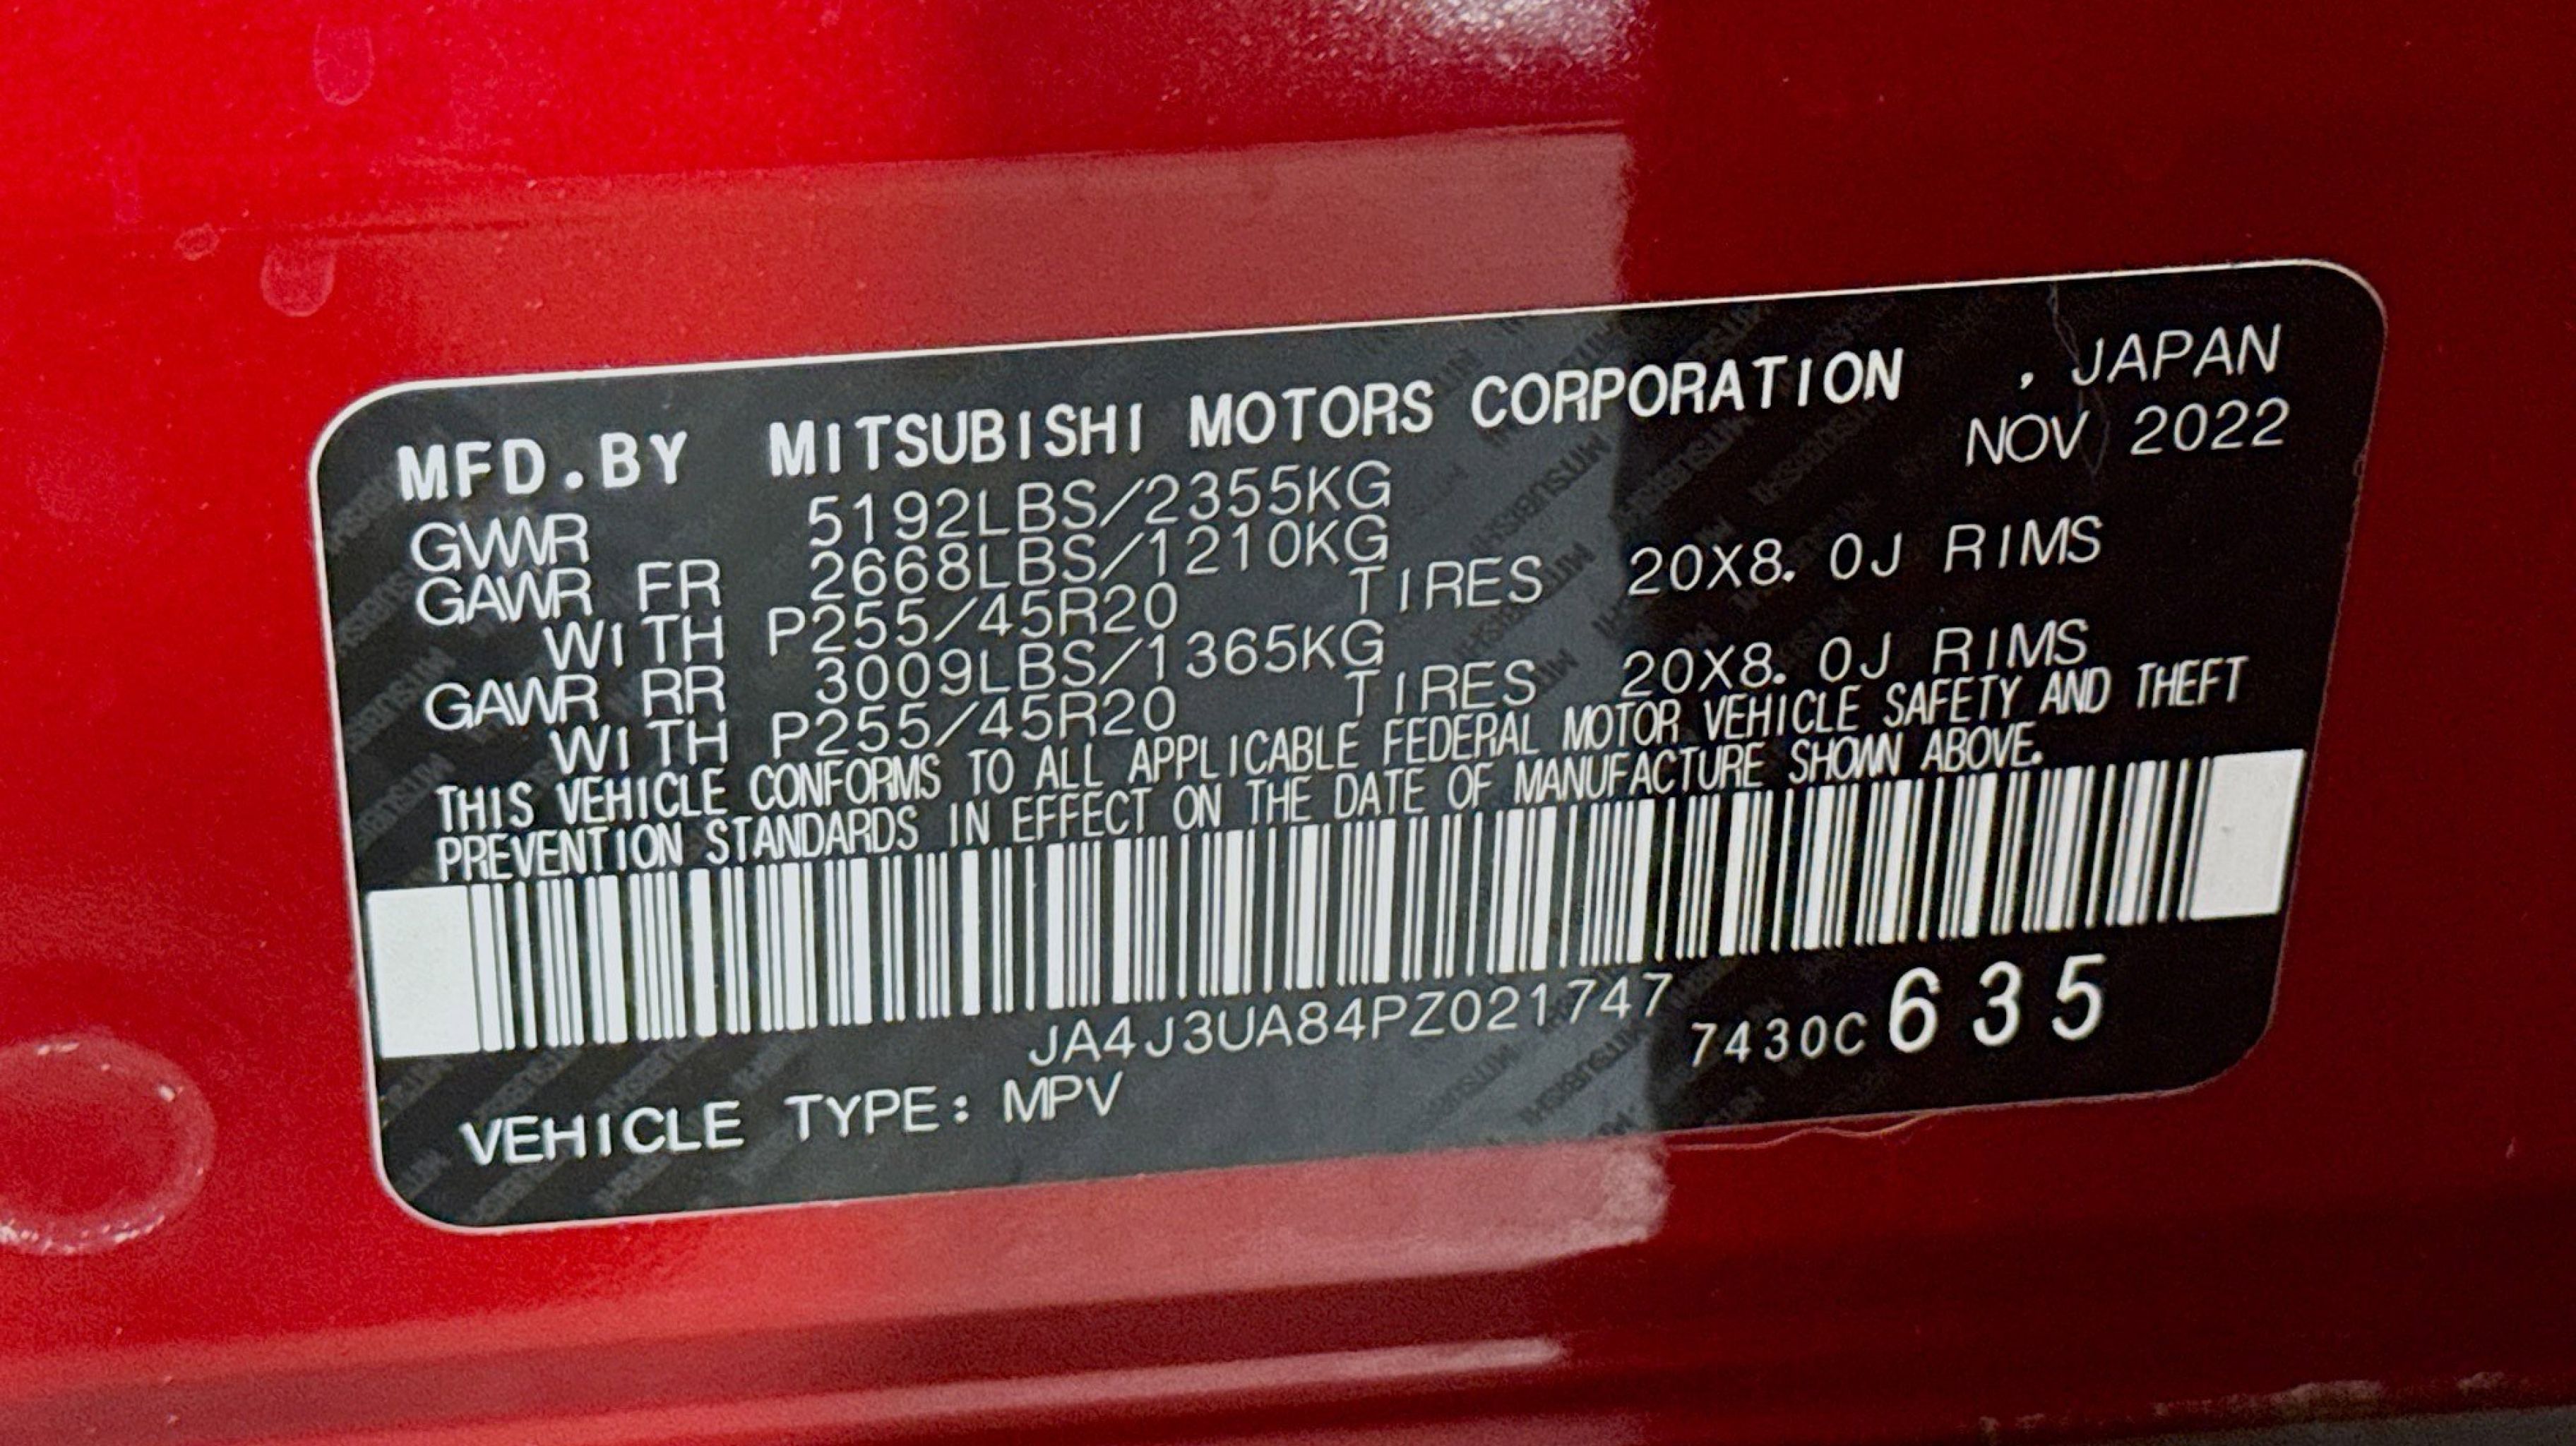 MFD.BY MITSUBISHI MOTORS CORPORATION , JAPAN
GVWR 5192LBS/2355KG NOV 2022
GAWR FR 2668LBS/1210KG
WITH P255/45R20 TIRES 20X8.0J RIMS
GAWR RR 3009LBS/1365KG
WITH P255/45R20 TIRES 20X8.0J RIMS
THIS VEHICLE CONFORMS TO ALL APPLICABLE FEDERAL MOTOR VEHICLE SAFETY AND THEFT
PREVENTION STANDARDS IN EFFECT ON THE DATE OF MANUFACTURE SHOWN ABOVE.
JA4J3UA84PZ021747 7430C 635
VEHICLE TYPE: MPV